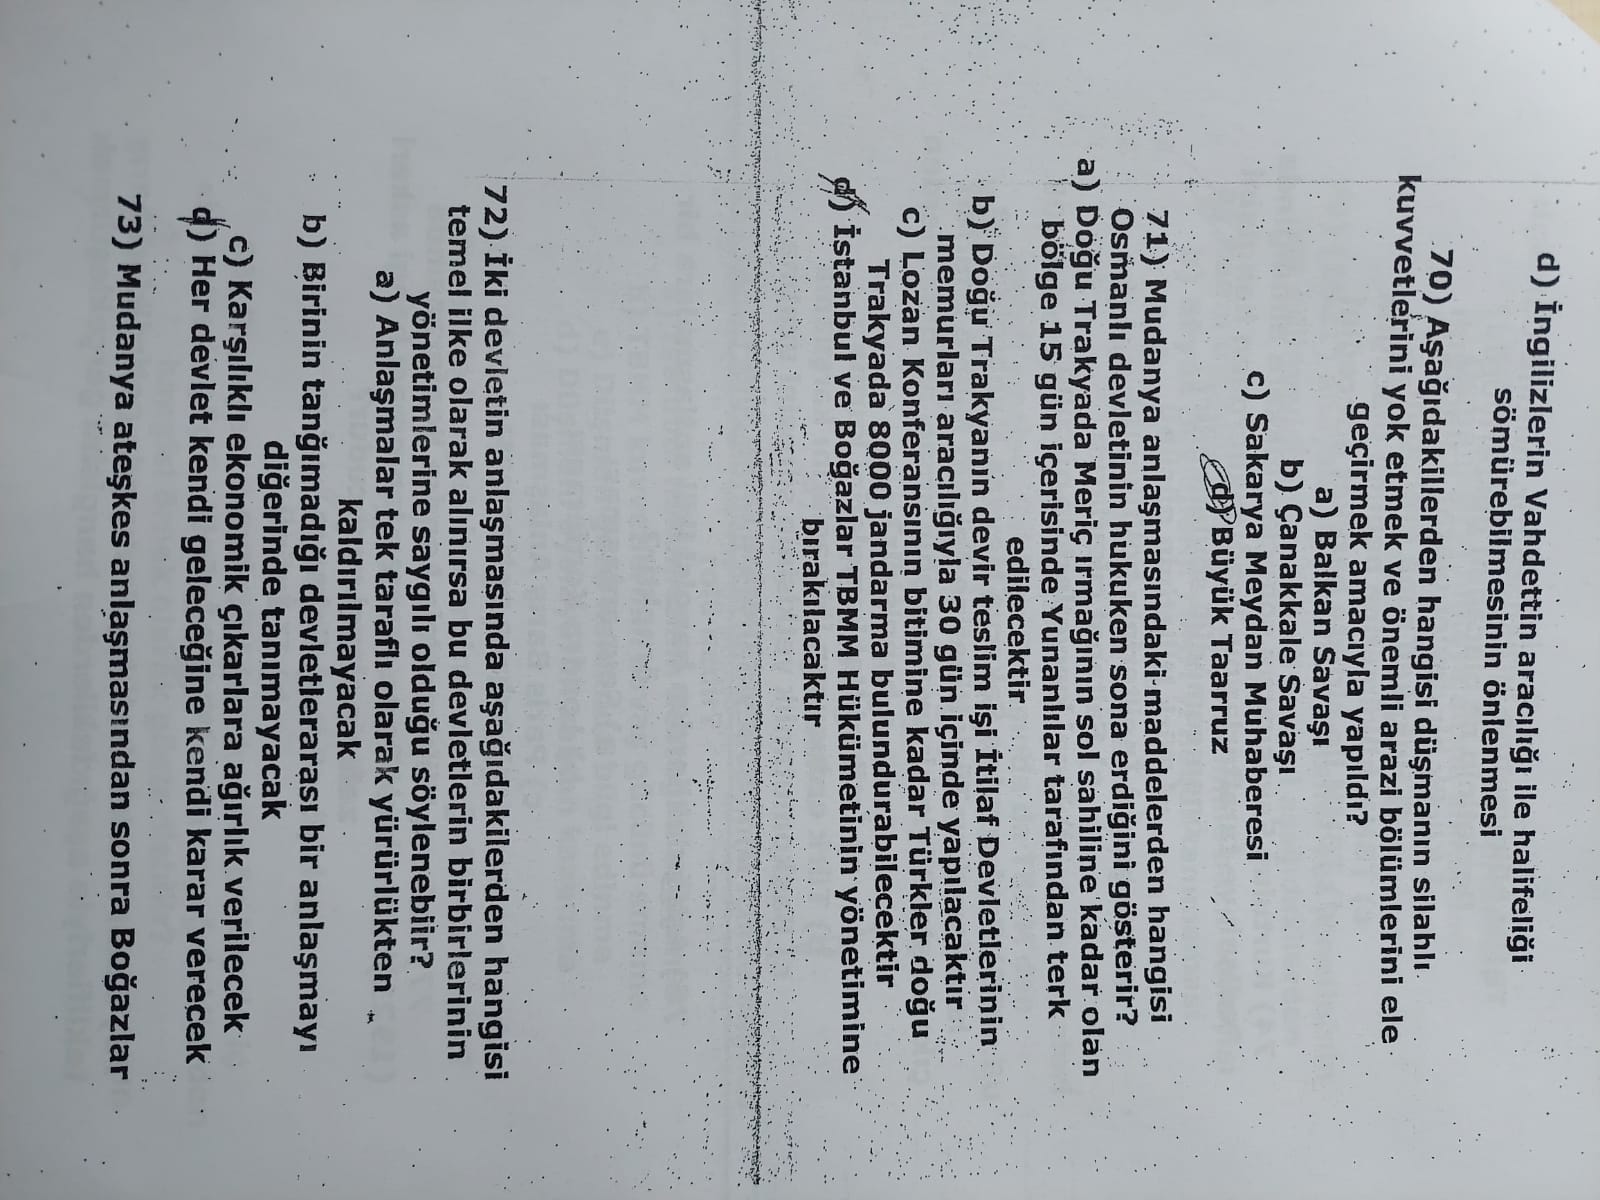 d) İngilizlerin Vahdettin aracılığı ile halifeliği
sömürebilmesinin önlenmesi
70) Aşağıdakillerden hangisi düşmanın silahlı
kuvvetlerini yok etmek ve önemli arazi bölümlerini ele
geçirmek amacıyla yapıldı?
a) Balkan Savaşı
b) Çanakkale Savaşı
c) Sakarya Meydan Muhaberesi
d) Büyük Taarruz
71) Mudanya anlaşmasındaki maddelerden hangisi
Osmanlı devletinin hukuken sona erdiğini gösterir?
a) Doğu Trakyada Meriç ırmağının sol sahiline kadar olan
bölge 15 gün içerisinde Yunanlılar tarafından terk
edilecektir
b) Doğu Trakyanın devir teslim işi İtilaf Devletlerinin
memurları aracılığıyla 30 gün içinde yapılacaktır
c) Lozan Konferansının bitimine kadar Türkler doğu
Trakyada 8000 jandarma bulundurabilecektir
d) İstanbul ve Boğazlar TBMM Hükümetinin yönetimine
bırakılacaktır
72) İki devletin anlaşmasında aşağıdakilerden hangisi
temel ilke olarak alınırsa bu devletlerin birbirlerinin
yönetimlerine saygılı olduğu söylenebiir?
a) Anlaşmalar tek taraflı olarak yürürlükten
kaldırılmayacak
b) Birinin tanğımadığı devletlerarası bir anlaşmayı
diğerinde tanımayacak
c) Karşılıklı ekonomik çıkarlara ağırlık verilecek
d) Her devlet kendi geleceğine kendi karar verecek
73) Mudanya ateşkes anlaşmasından sonra Boğazlar